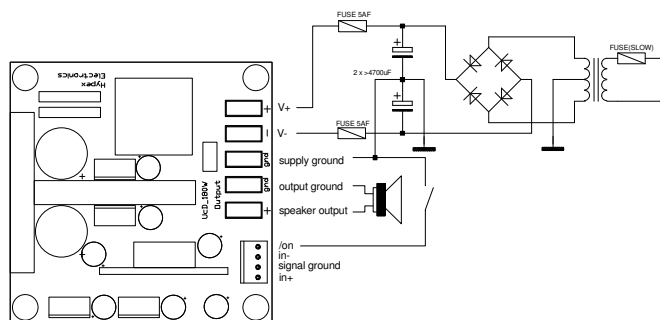 FUSE 5AF
FUSE(SLOW)
Hypex
Electronics
2 x >4700uF
+
+
+ V+
- V-
FUSE 5AF
gnd supply ground
gnd output ground
+ speaker output
UcD_180W
Output
/on
in-
signal ground
in+
+
+
+